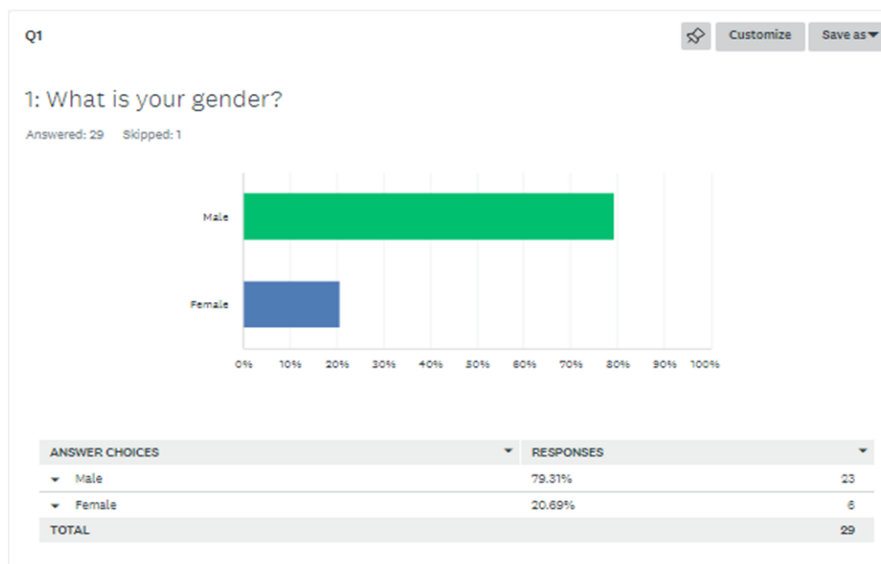 Q1
Customize
Save as
1: What is your gender?
Answered: 29 Skipped: 1
Male
Female
0% 10% 20% 30% 40% 50% 60% 70% 80% 90% 100%
ANSWER CHOICES RESPONSES
Male 79.31% 23
Female 20.69% 6
TOTAL 29